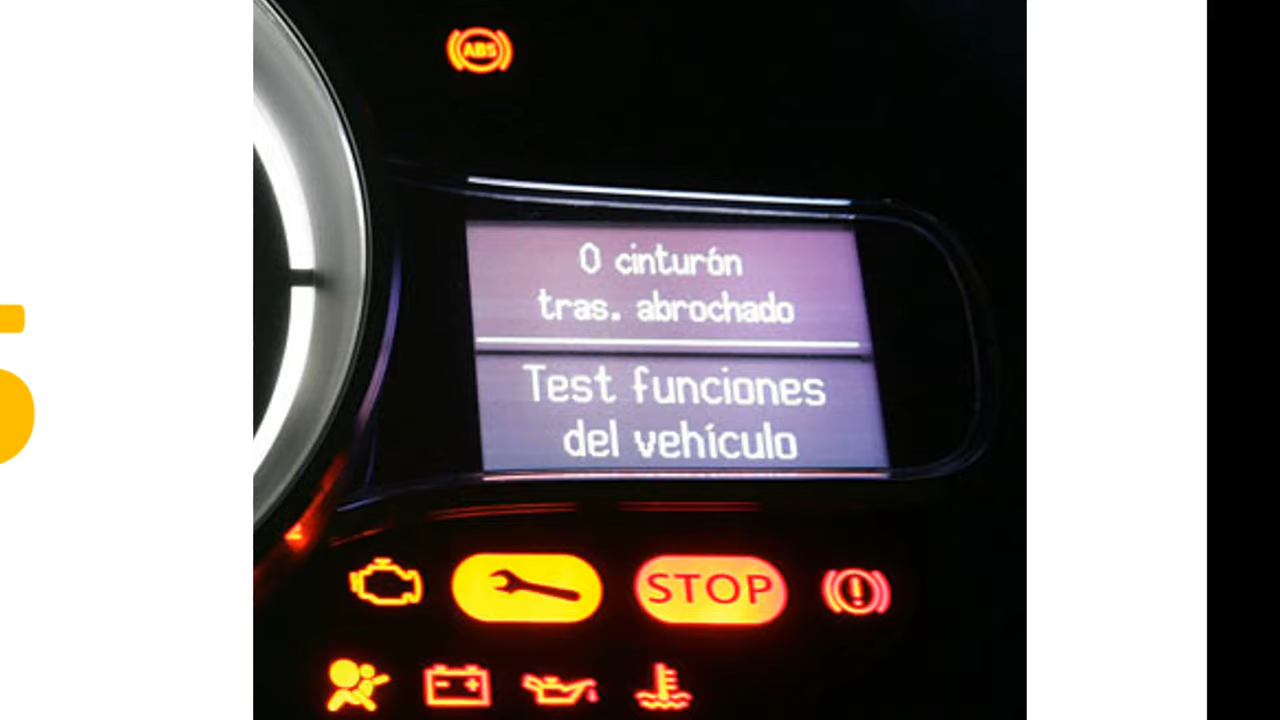 ABS
0 cinturón
tras. abrochado
Test funciones
del vehículo
STOP